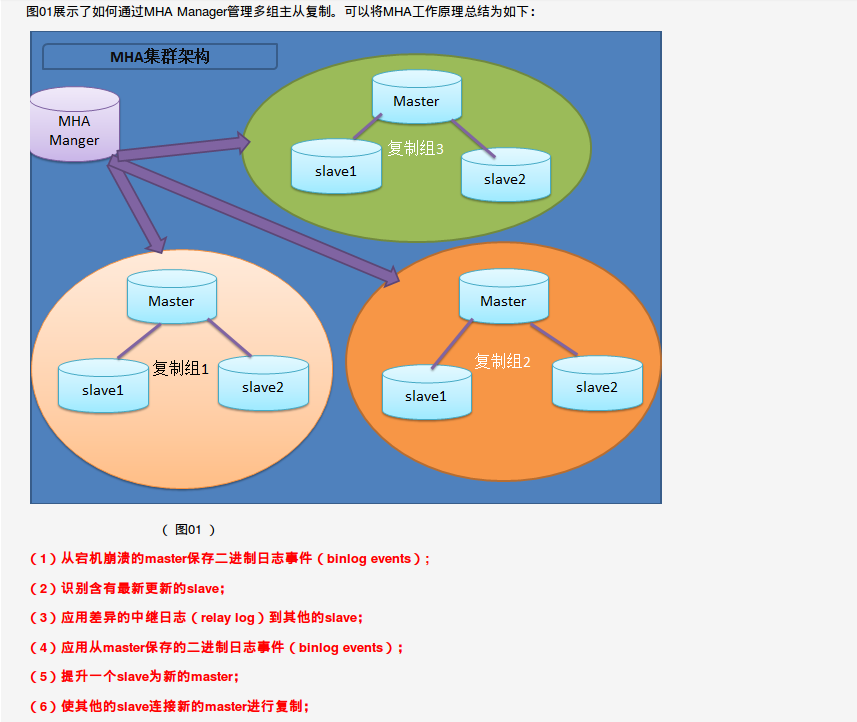 图01展示了如何通过MHA Manager管理多组主从复制。可以将MHA工作原理总结为如下：
MHA集群架构
MHA
Manger
Master
复制组3
slave1
slave2
Master
复制组1
slave1
slave2
Master
复制组2
slave1
slave2
（ 图01 ）
（1）从宕机崩溃的master保存二进制日志事件（binlog events）;
（2）识别含有最新更新的slave；
（3）应用差异的中继日志（relay log）到其他的slave；
（4）应用从master保存的二进制日志事件（binlog events）；
（5）提升一个slave为新的master；
（6）使其他的slave连接新的master进行复制；